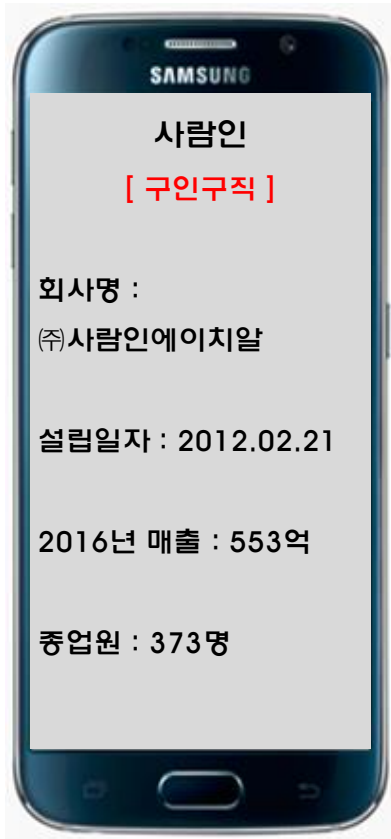 SAMSUNG
사람인
[ 구인구직 ]
회사명 :
㈜사람인에이치알
설립일자 : 2012.02.21
2016년 매출 : 553억
종업원 : 373명